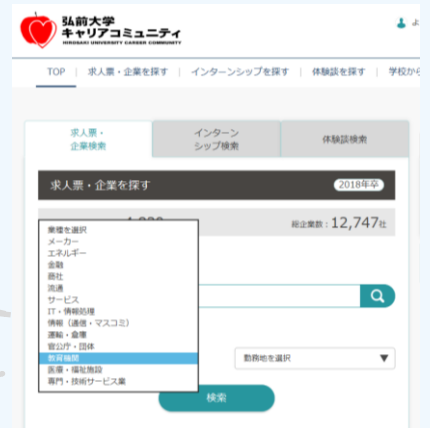 弘前大学
キャリアコミュニティ
HIROSAKI UNIVERSITY CAREER COMMUNITY
TOP | 求人票・企業を探す | インターンシップを探す | 体験談を探す | 学校か
求人票・
企業検索
インターン
シップ検索
体験談検索
求人票・企業を探す
2018年卒
総企業数：12,747社
業種を選択
メーカー
エネルギー
金融
商社
流通
サービス
IT・情報処理
情報（通信・マスコミ）
運輸・倉庫
官公庁・団体
教育機関
医療・福祉施設
専門・技術サービス業
勤務地を選択
検索